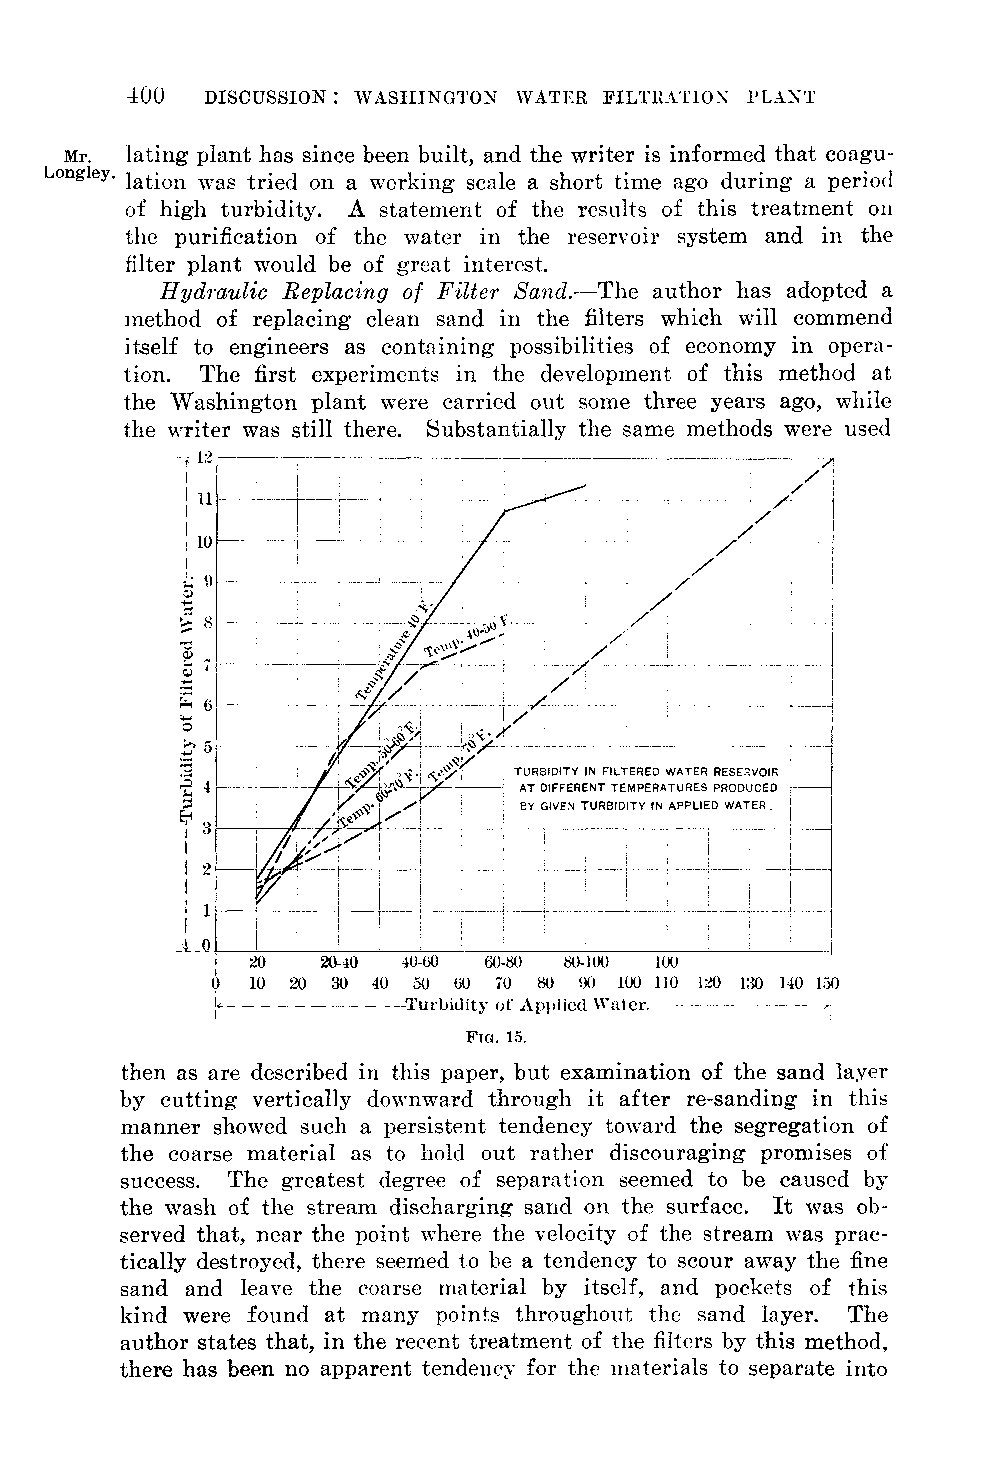 400 DISCUSSION: WASHINGTON WATER FILTRATION PLANT
Mr. Longley.
lating plant has since been built, and the writer is informed that coagu-
lation was tried on a working scale a short time ago during a period
of high turbidity. A statement of the results of this treatment on
the purification of the water in the reservoir system and in the
filter plant would be of great interest.
Hydraulic Replacing of Filter Sand.—The author has adopted a
method of replacing clean sand in the filters which will commend
itself to engineers as containing possibilities of economy in opera-
tion. The first experiments in the development of this method at
the Washington plant were carried out some three years ago, while
the writer was still there. Substantially the same methods were used
Turbidity of Filtered Water.
12
11
10
9
8
7
6
5
4
3
2
1
0
Temperature 40°F.
Temp. 40-50°F.
Temp. 50-60°F.
Temp. 60-70°F.
Temp. 70°F.
TURBIDITY IN FILTERED WATER RESERVOIR
AT DIFFERENT TEMPERATURES PRODUCED
BY GIVEN TURBIDITY IN APPLIED WATER.
20 20-40 40-60 60-80 80-100 100
0 10 20 30 40 50 60 70 80 90 100 110 120 130 140 150
Turbidity of Applied Water.
FIG. 15.
then as are described in this paper, but examination of the sand layer
by cutting vertically downward through it after re-sanding in this
manner showed such a persistent tendency toward the segregation of
the coarse material as to hold out rather discouraging promises of
success. The greatest degree of separation seemed to be caused by
the wash of the stream discharging sand on the surface. It was ob-
served that, near the point where the velocity of the stream was prac-
tically destroyed, there seemed to be a tendency to scour away the fine
sand and leave the coarse material by itself, and pockets of this
kind were found at many points throughout the sand layer. The
author states that, in the recent treatment of the filters by this method,
there has been no apparent tendency for the materials to separate into